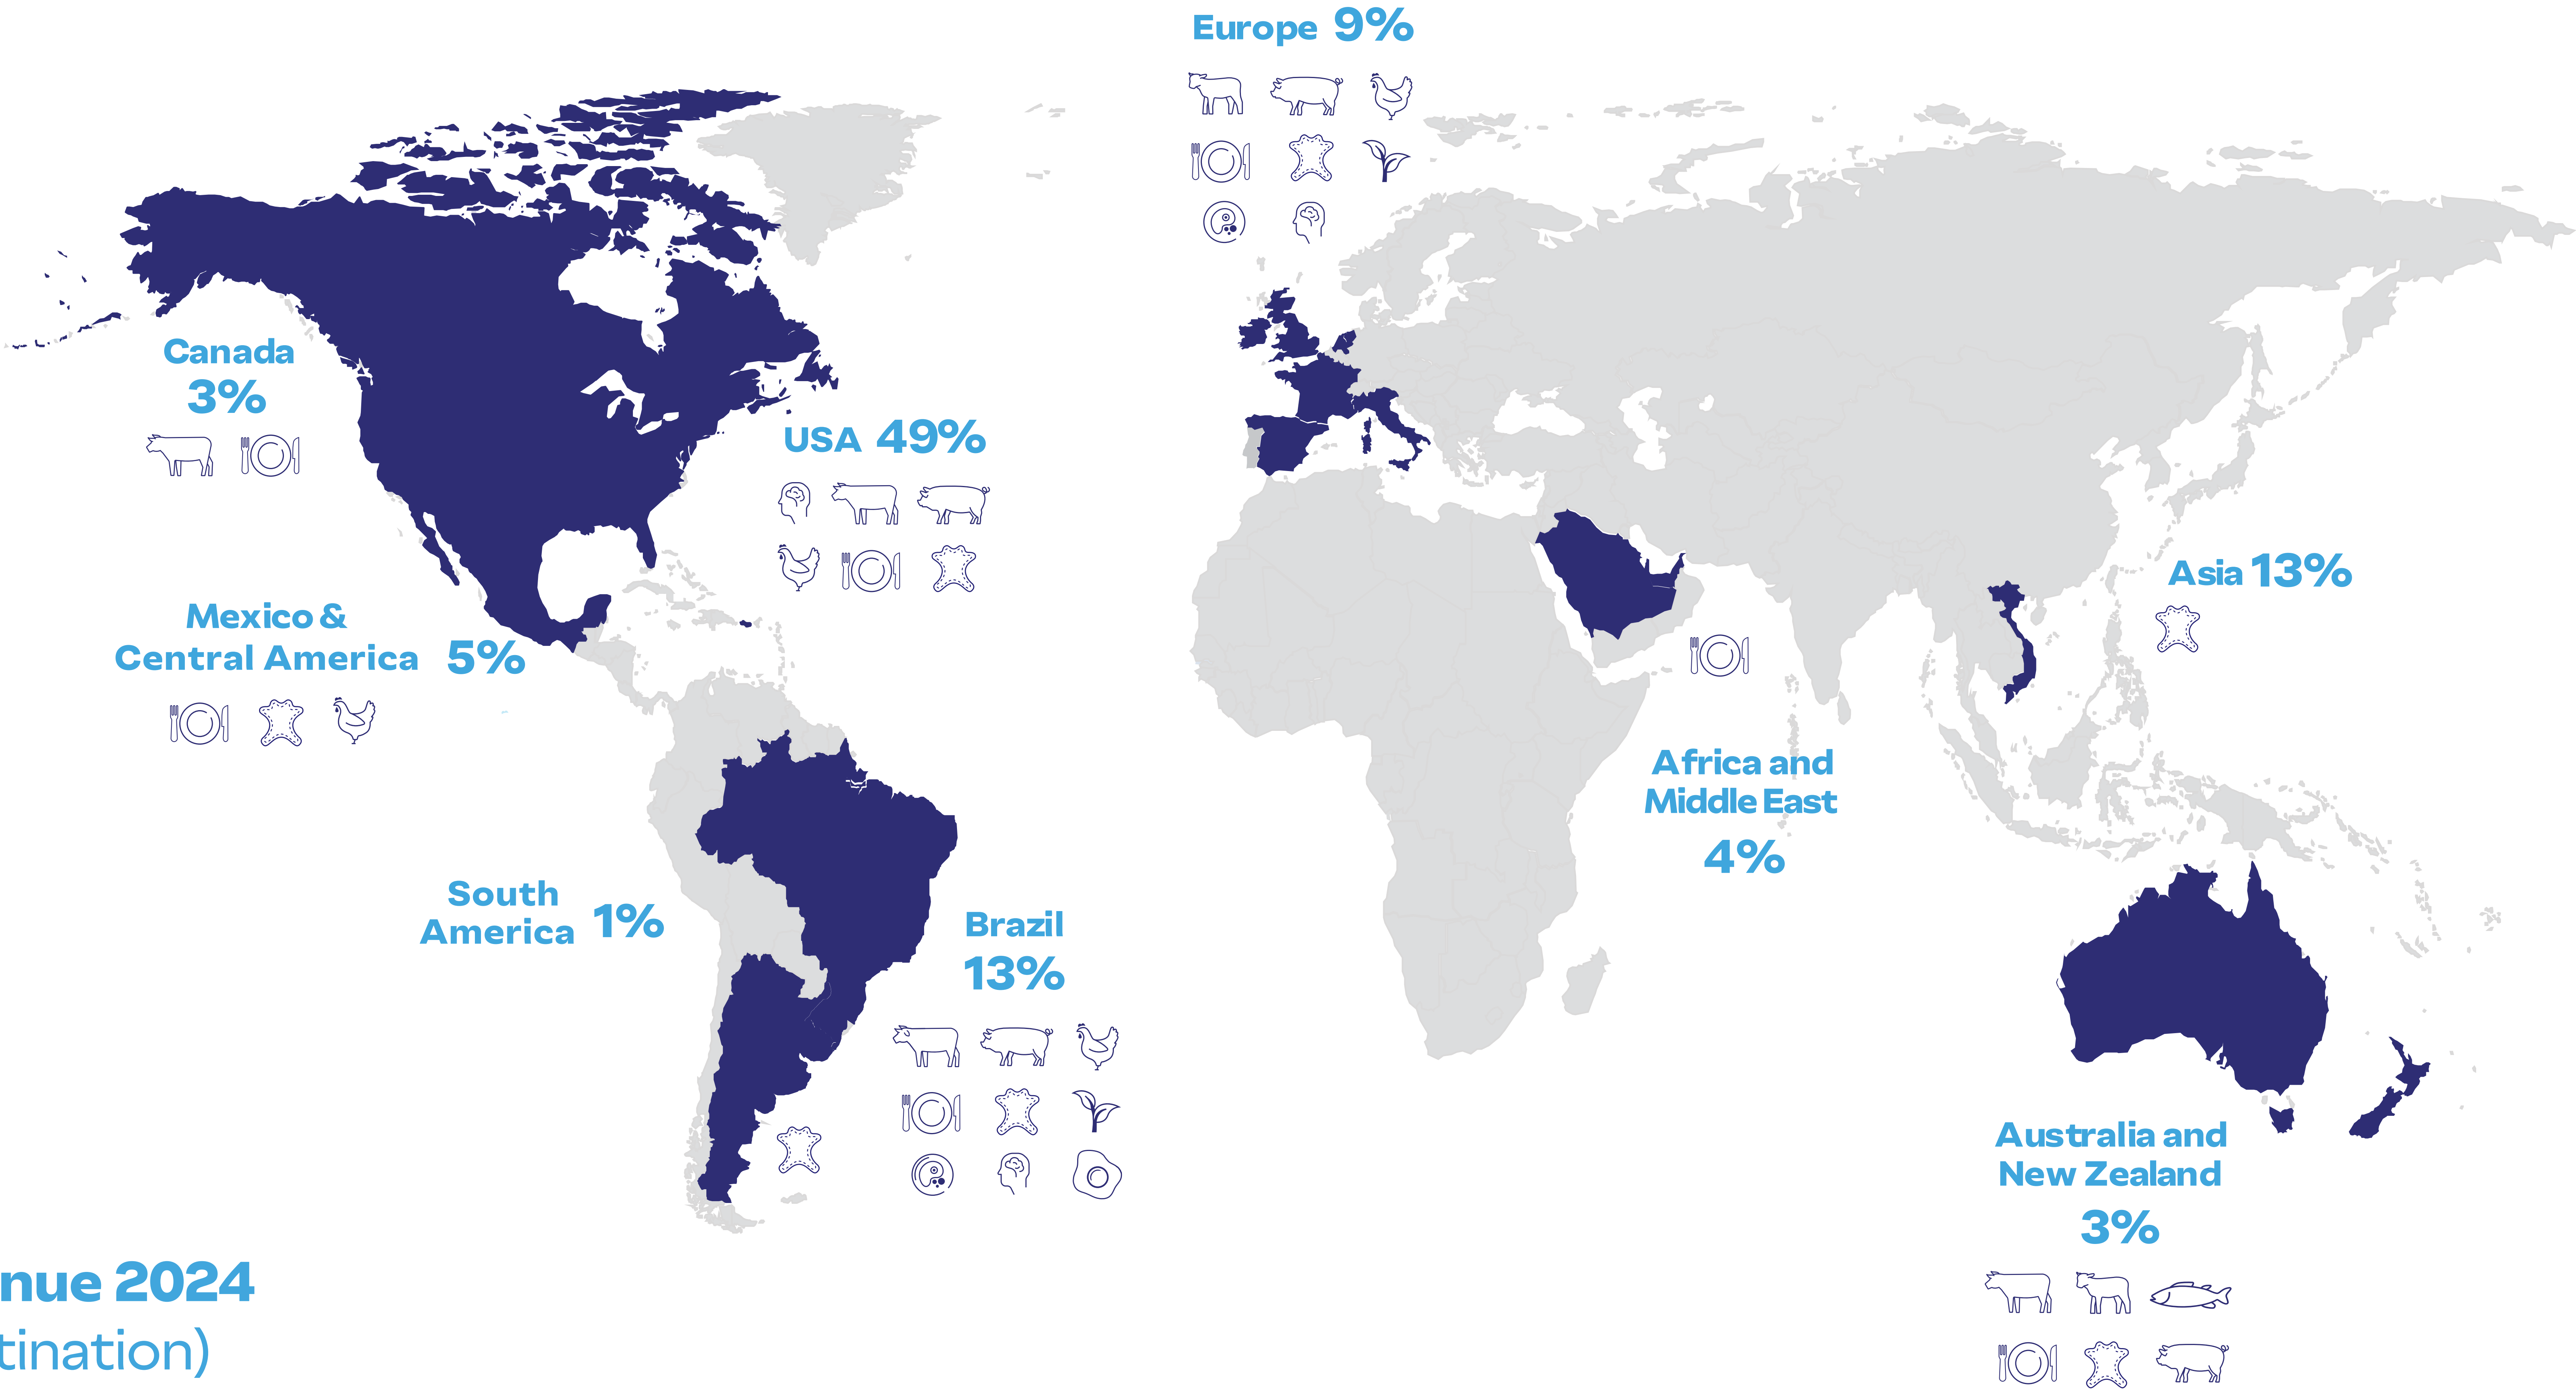 Europe 9%
Canada
3%
USA 49%
Mexico &
Central America 5%
Asia 13%
Africa and
Middle East
4%
South
America 1%
Brazil
13%
Australia and
New Zealand
3%
nue 2024
tination)